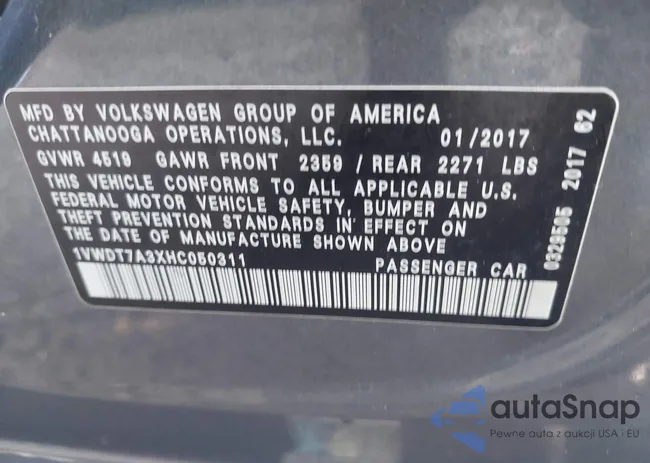 MFD BY VOLKSWAGEN GROUP OF AMERICA
CHATTANOOGA OPERATIONS, LLC. 01/2017
GVWR 4519 GAWR FRONT 2359 / REAR 2271 LBS
THIS VEHICLE CONFORMS TO ALL APPLICABLE U.S.
FEDERAL MOTOR VEHICLE SAFETY, BUMPER AND
THEFT PREVENTION STANDARDS IN EFFECT ON
THE DATE OF MANUFACTURE SHOWN ABOVE
1VWDT7A3XHC050311 PASSENGER CAR
0329505 2017 62
autaSnap
Pewne auta z aukcji USA i EU